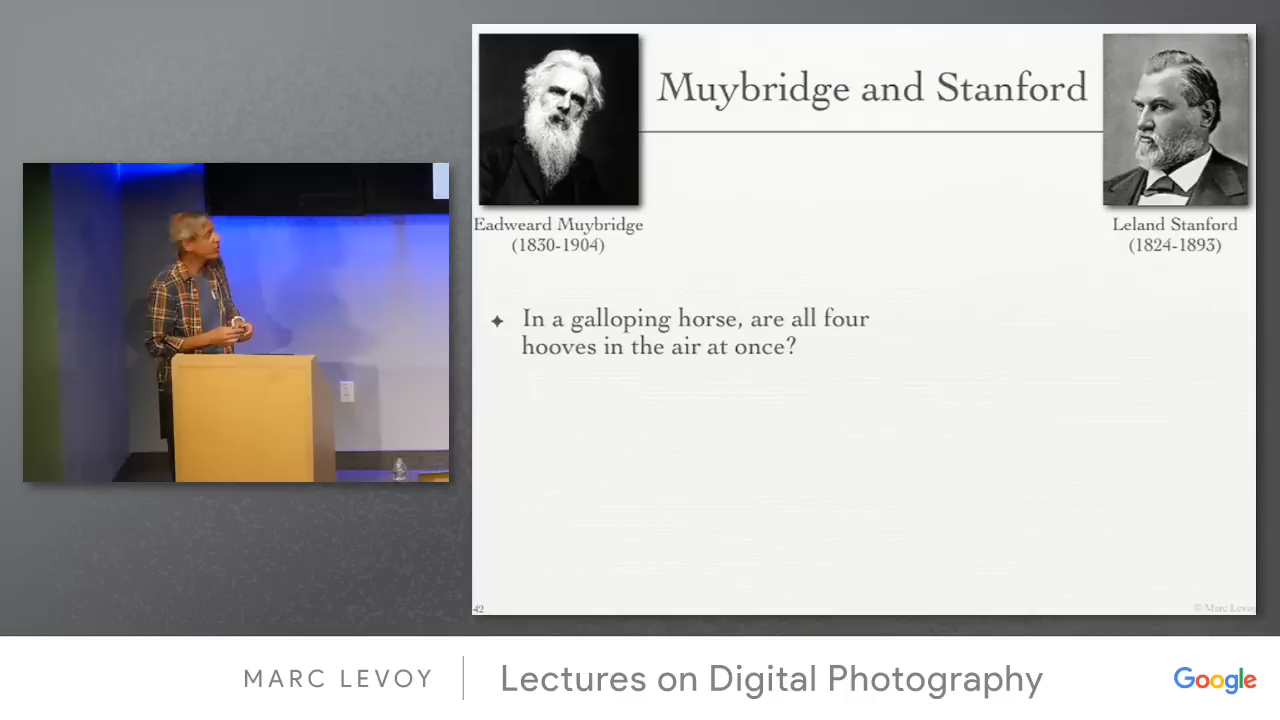 Muybridge and Stanford
Eadweard Muybridge
(1830-1904)
Leland Stanford
(1824-1893)
✦ In a galloping horse, are all four
hooves in the air at once?
42
© Marc Levoy
MARC LEVOY
Lectures on Digital Photography
Google